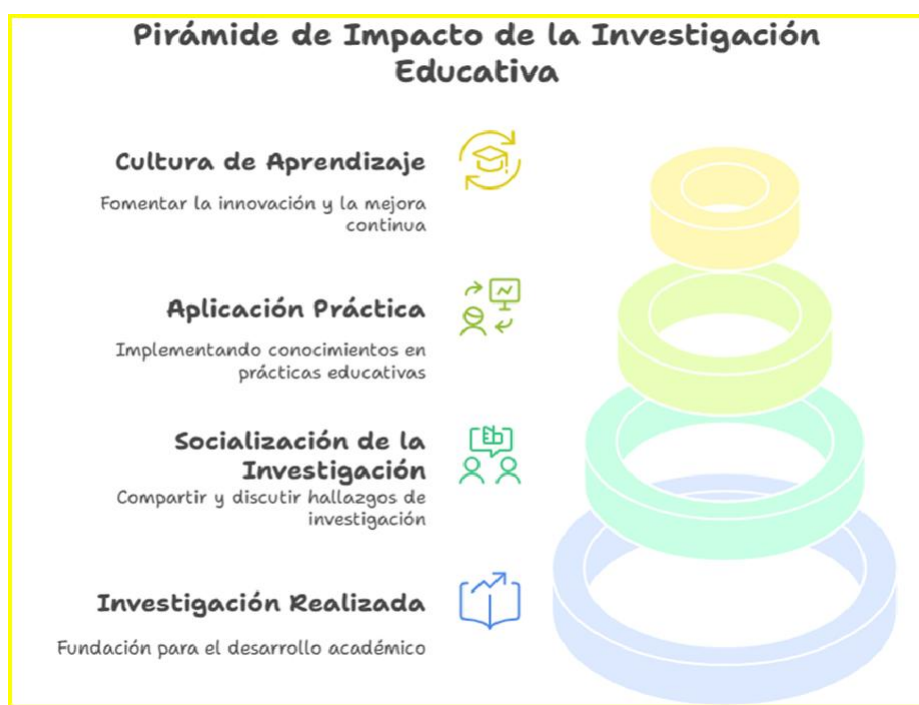 Pirámide de Impacto de la Investigación
Educativa
Cultura de Aprendizaje
Fomentar la innovación y la mejora
continua
Aplicación Práctica
Implementando conocimientos en
prácticas educativas
Socialización de la
Investigación
Compartir y discutir hallazgos de
investigación
Investigación Realizada
Fundación para el desarrollo académico